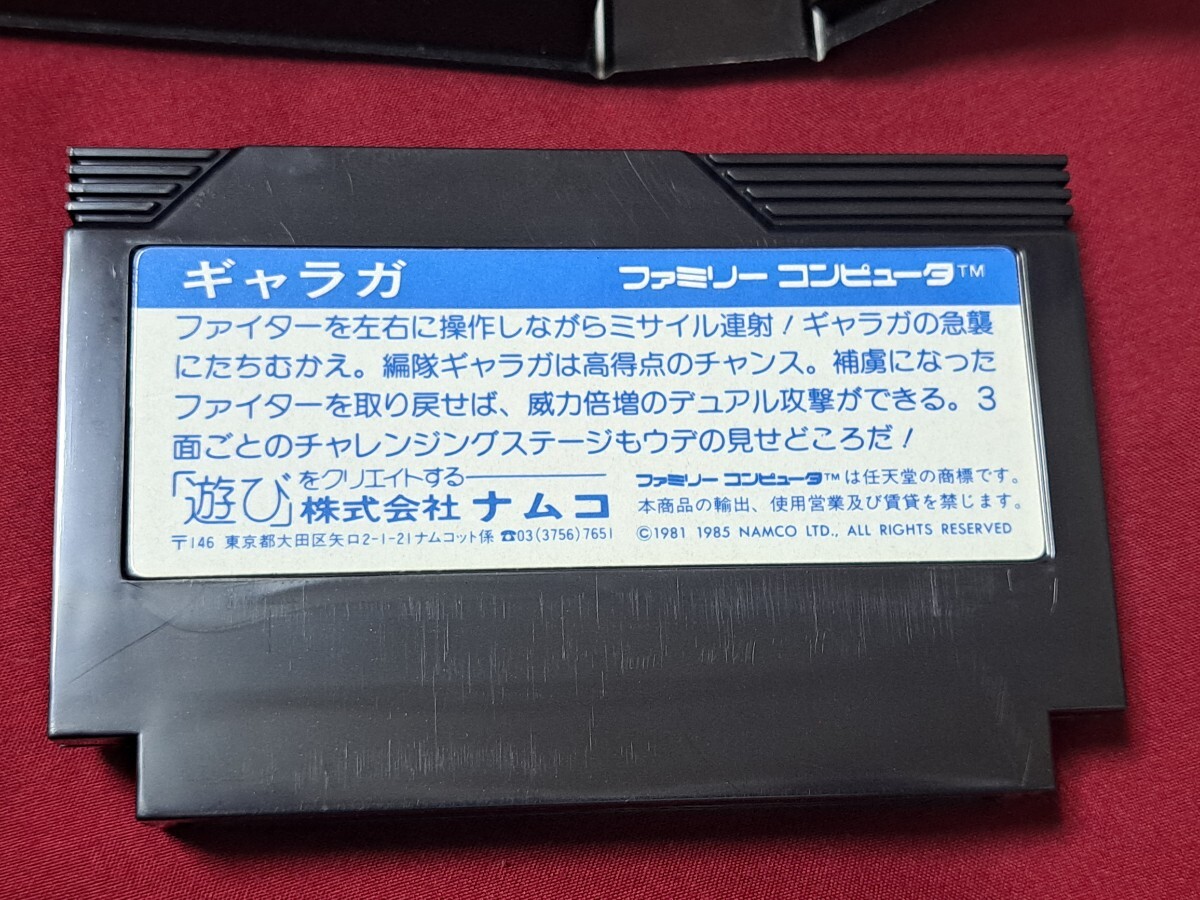 ギャラガ ファミリー コンピュータ™
ファイターを左右に操作しながらミサイル連射！ギャラガの急襲
にたちむかえ。編隊ギャラガは高得点のチャンス。補虜になった
ファイターを取り戻せば、威力倍増のデュアル攻撃ができる。3
面ごとのチャレンジングステージもウデの見せどころだ！
「遊び」をクリエイトする
株式会社 ナムコ
〒146 東京都大田区矢口2-1-21ナムコット係 ☎03(3756)7651
ファミリー コンピュータ™は任天堂の商標です。
本商品の輸出、使用営業及び賃貸を禁じます。
©1981 1985 NAMCO LTD., ALL RIGHTS RESERVED